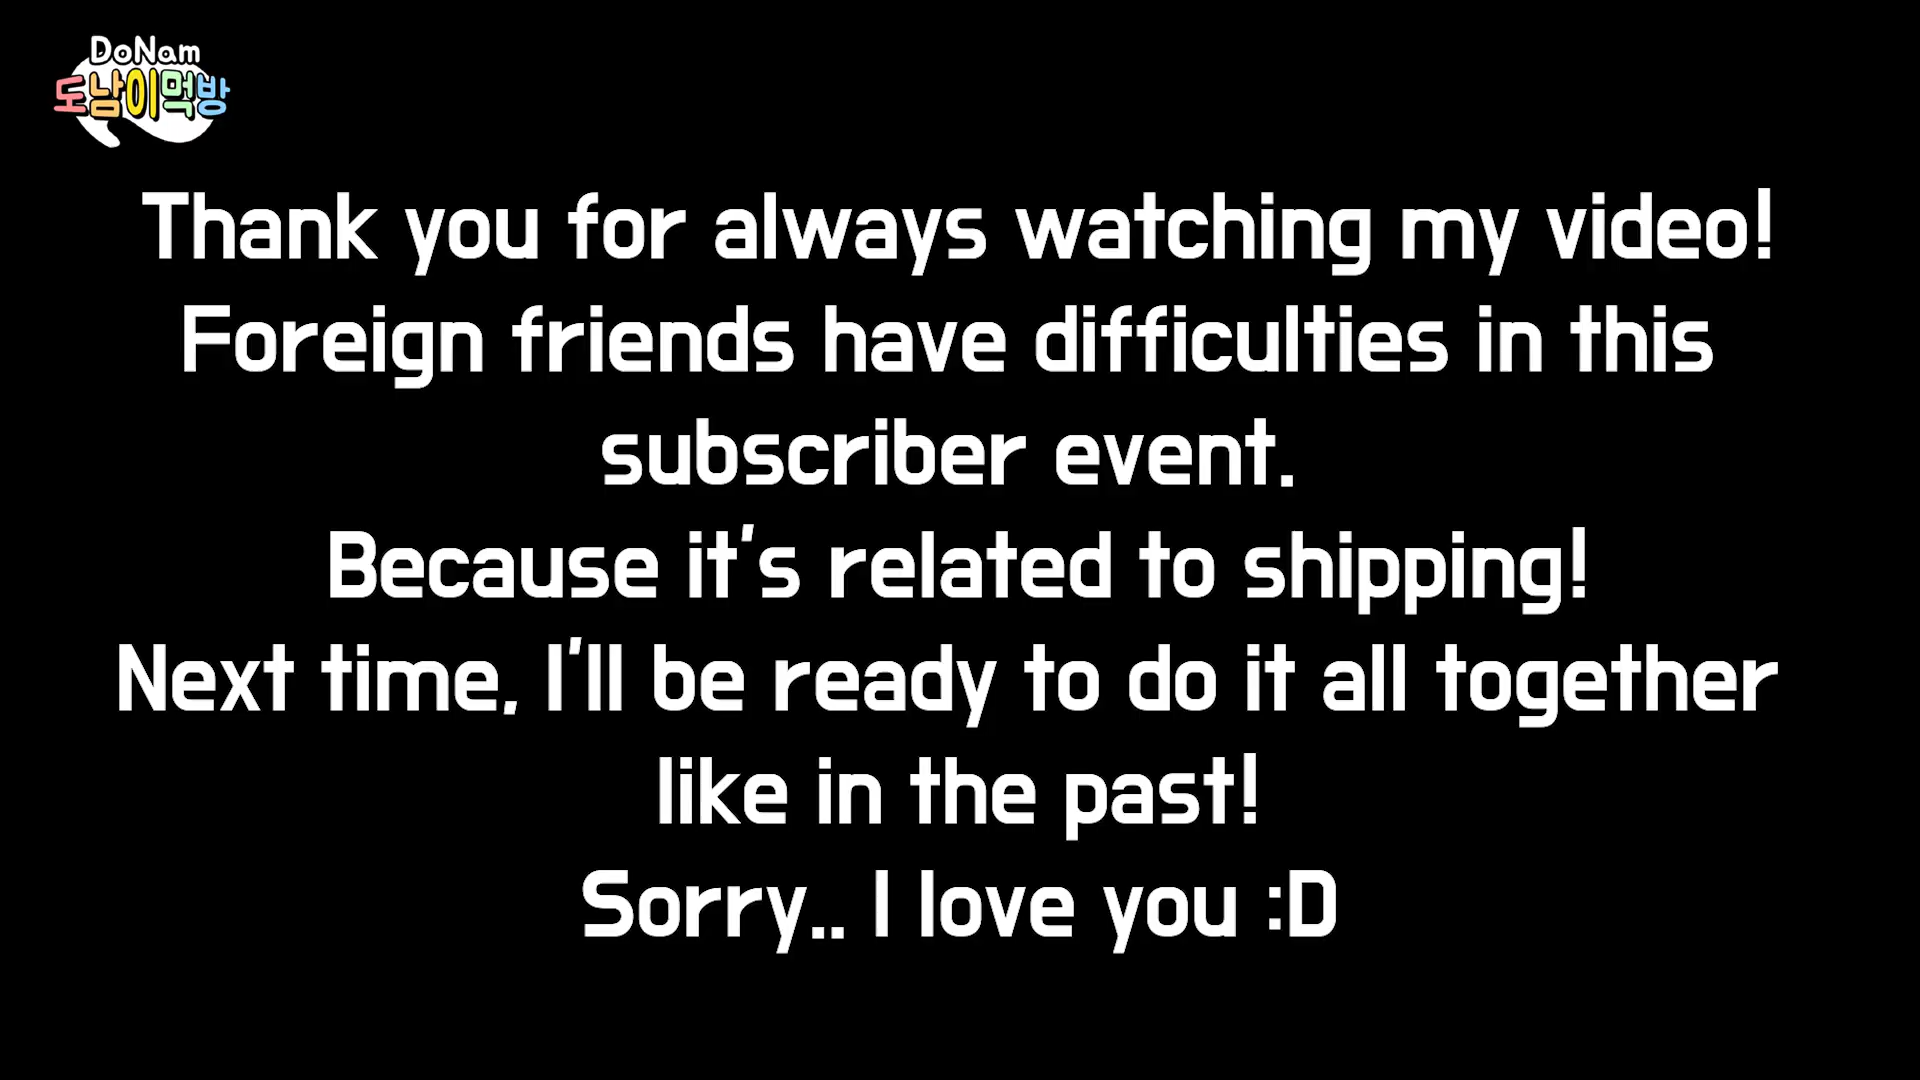 DoNam
도남이먹방
Thank you for always watching my video!
Foreign friends have difficulties in this
subscriber event.
Because it's related to shipping!
Next time, I'll be ready to do it all together
like in the past!
Sorry.. I love you :D